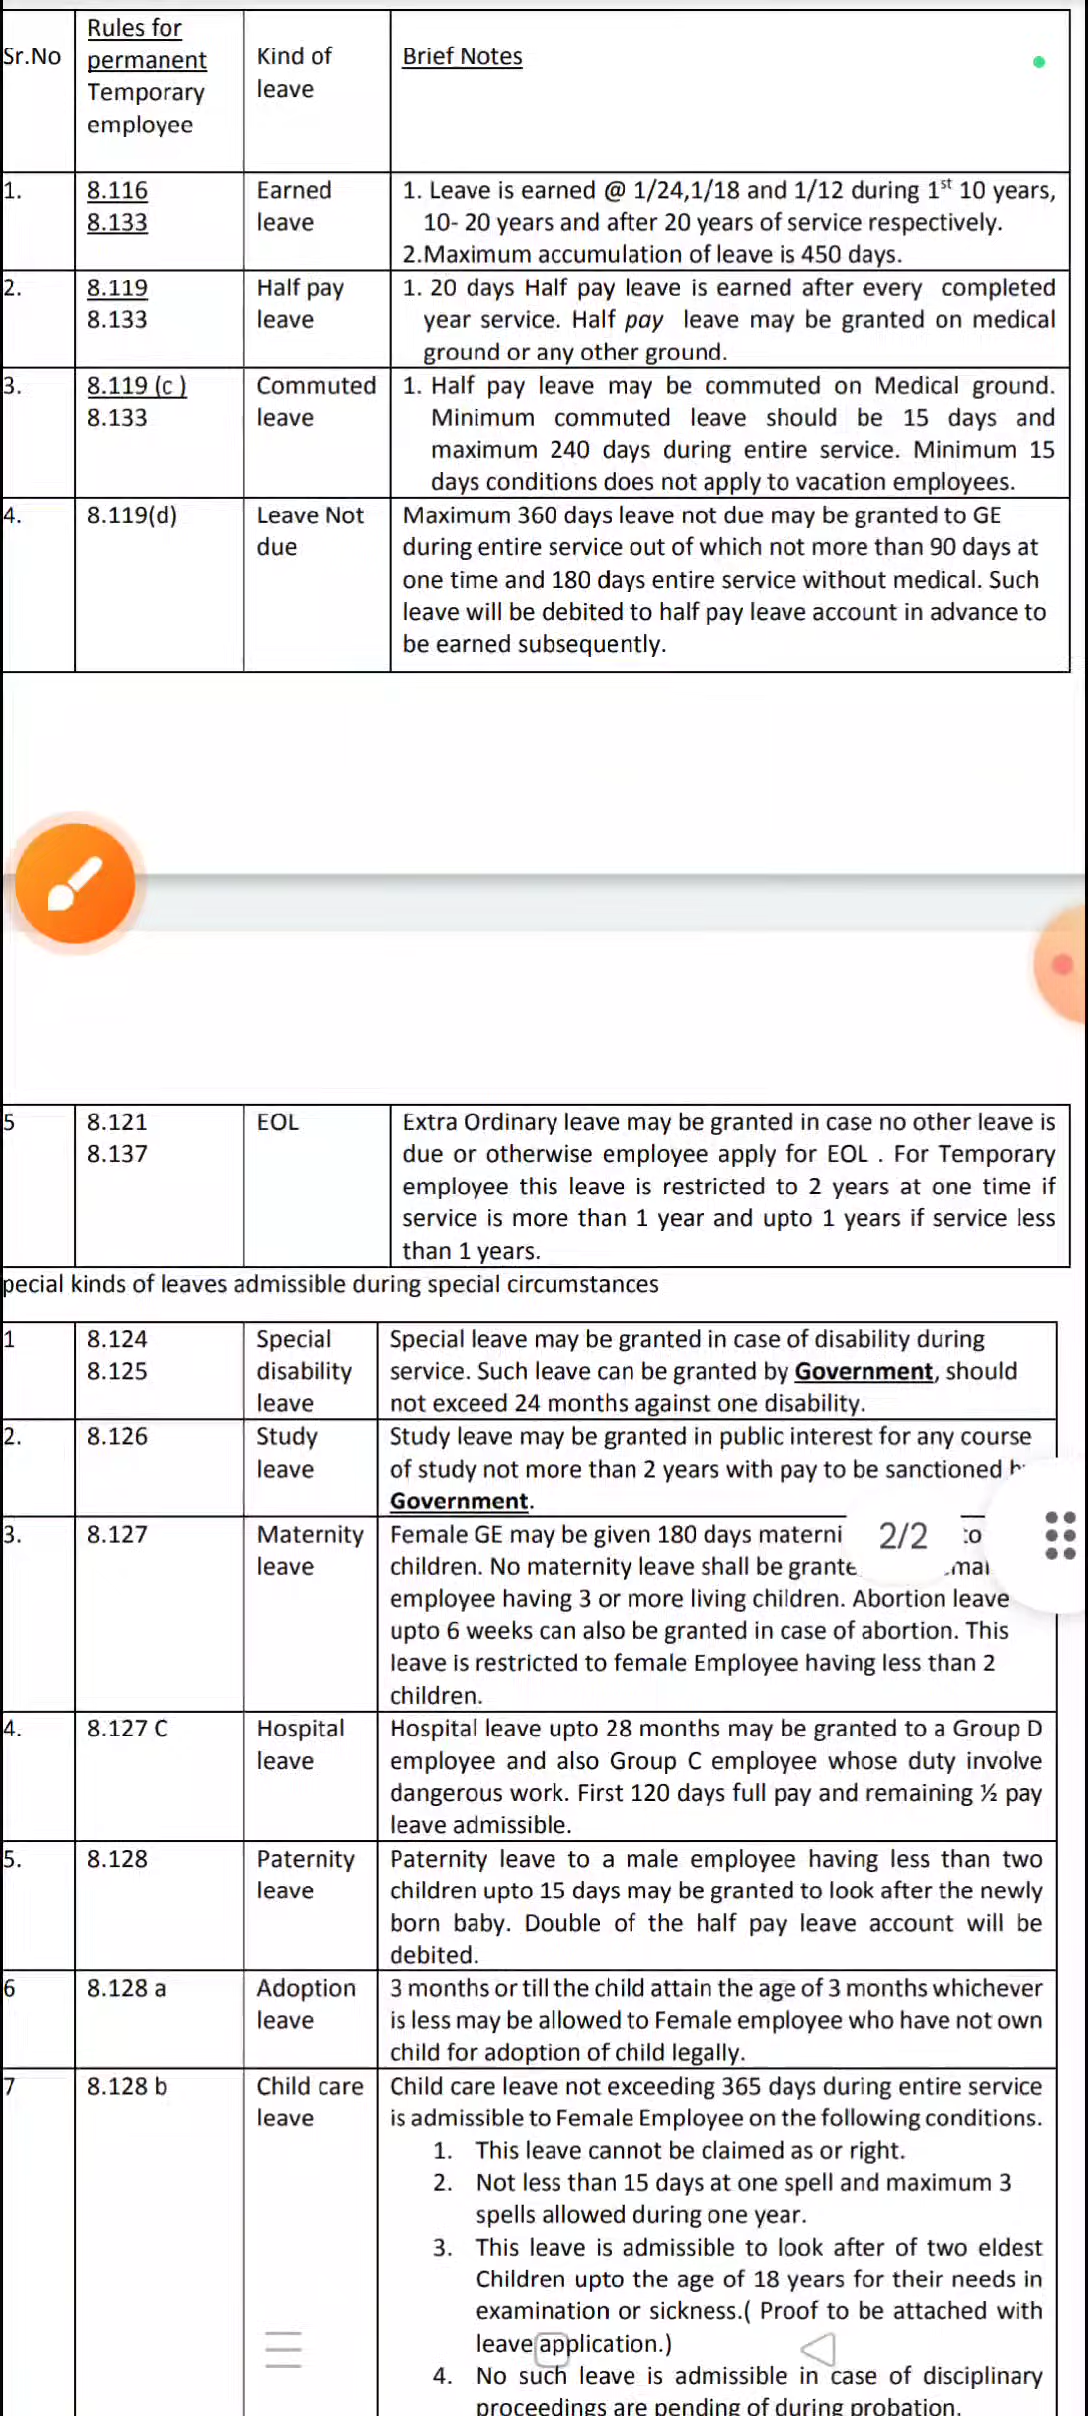 Sr.No Rules for permanent Temporary employee Kind of leave Brief Notes
1. 8.116 8.133 Earned leave 1. Leave is earned @ 1/24,1/18 and 1/12 during 1st 10 years,
10- 20 years and after 20 years of service respectively.
2.Maximum accumulation of leave is 450 days.
2. 8.119 8.133 Half pay leave 1. 20 days Half pay leave is earned after every completed
year service. Half pay leave may be granted on medical
ground or any other ground.
3. 8.119 (c ) 8.133 Commuted leave 1. Half pay leave may be commuted on Medical ground.
Minimum commuted leave should be 15 days and
maximum 240 days during entire service. Minimum 15
days conditions does not apply to vacation employees.
4. 8.119(d) Leave Not due Maximum 360 days leave not due may be granted to GE
during entire service out of which not more than 90 days at
one time and 180 days entire service without medical. Such
leave will be debited to half pay leave account in advance to
be earned subsequently.
5 8.121 8.137 EOL Extra Ordinary leave may be granted in case no other leave is
due or otherwise employee apply for EOL . For Temporary
employee this leave is restricted to 2 years at one time if
service is more than 1 year and upto 1 years if service less
than 1 years.
pecial kinds of leaves admissible during special circumstances
1 8.124 8.125 Special disability leave Special leave may be granted in case of disability during
service. Such leave can be granted by Government, should
not exceed 24 months against one disability.
2. 8.126 Study leave Study leave may be granted in public interest for any course
of study not more than 2 years with pay to be sanctioned
Government.
3. 8.127 Maternity leave Female GE may be given 180 days materni 2/2 to
children. No maternity leave shall be grante
employee having 3 or more living children. Abortion leave
upto 6 weeks can also be granted in case of abortion. This
leave is restricted to female Employee having less than 2
children.
4. 8.127 C Hospital leave Hospital leave upto 28 months may be granted to a Group D
employee and also Group C employee whose duty involve
dangerous work. First 120 days full pay and remaining ½ pay
leave admissible.
5. 8.128 Paternity leave Paternity leave to a male employee having less than two
children upto 15 days may be granted to look after the newly
born baby. Double of the half pay leave account will be
debited.
6 8.128 a Adoption leave 3 months or till the child attain the age of 3 months whichever
is less may be allowed to Female employee who have not own
child for adoption of child legally.
7 8.128 b Child care leave Child care leave not exceeding 365 days during entire service
is admissible to Female Employee on the following conditions.
1. This leave cannot be claimed as or right.
2. Not less than 15 days at one spell and maximum 3
spells allowed during one year.
3. This leave is admissible to look after of two eldest
Children upto the age of 18 years for their needs in
examination or sickness.( Proof to be attached with
leave application.)
4. No such leave is admissible in case of disciplinary
proceedings are pending of during probation.